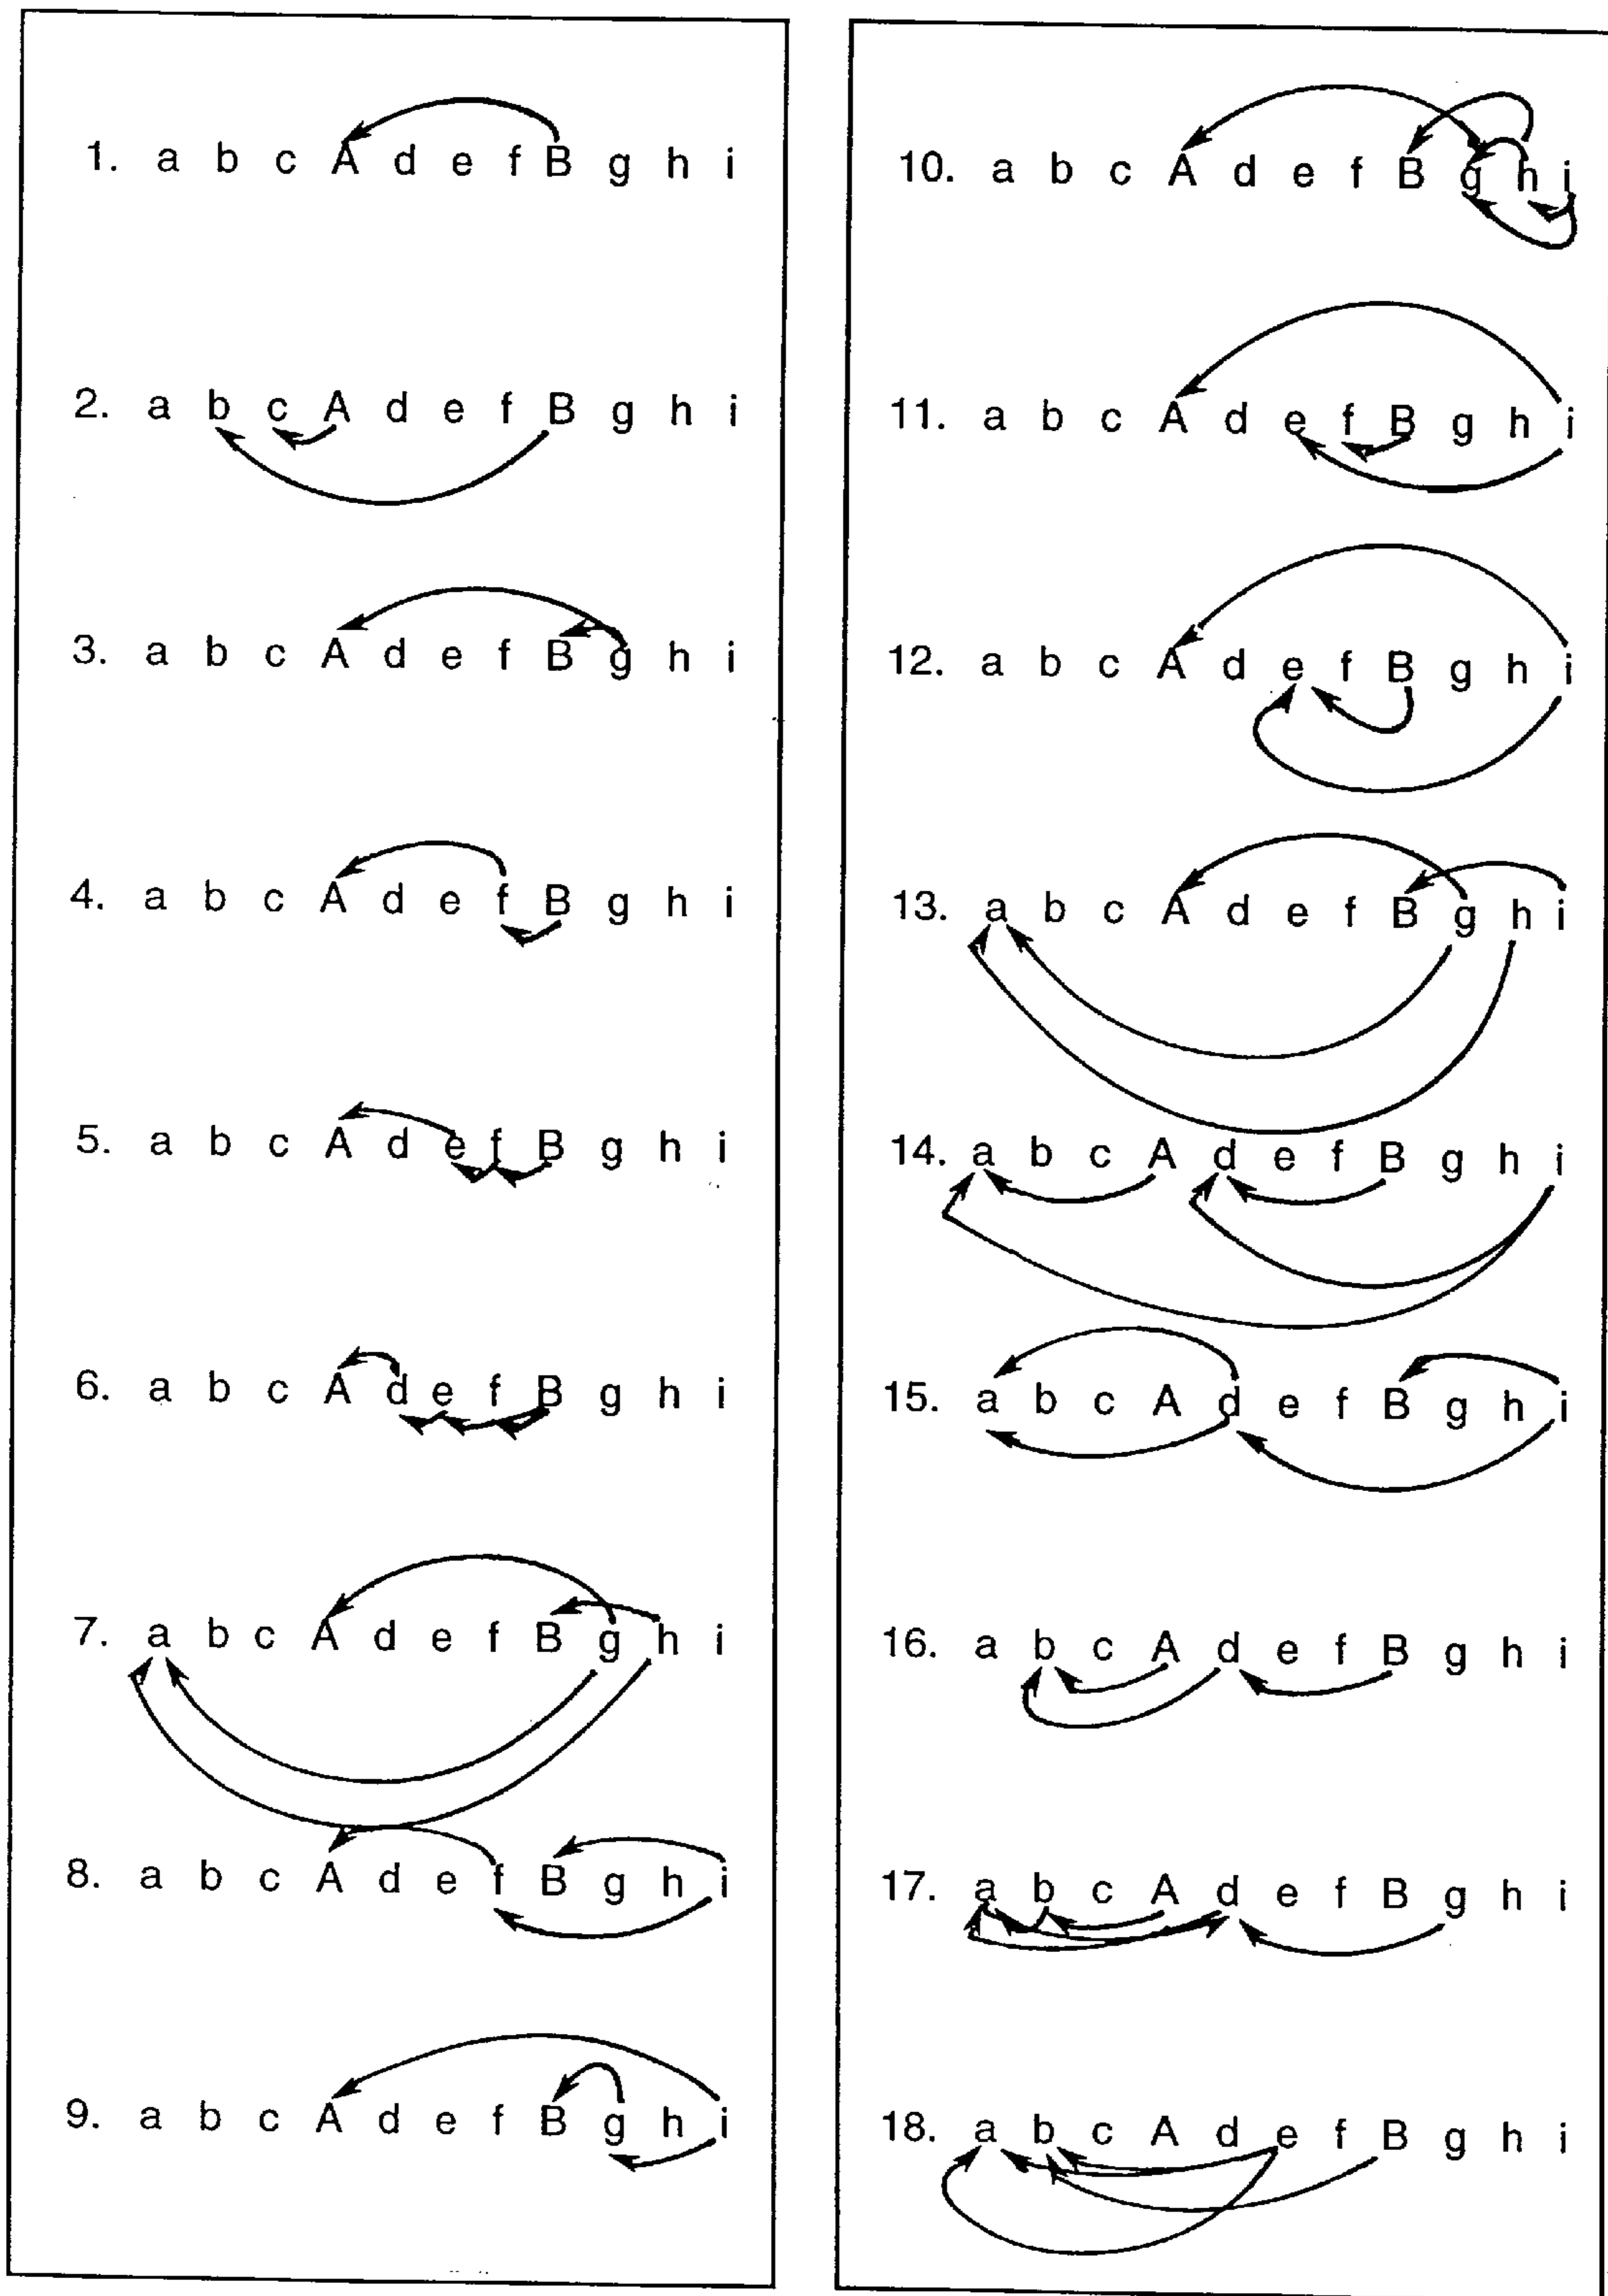 1. a b c A d e f B g h i
2. a b c A d e f B g h i
3. a b c A d e f B g h i
4. a b c A d e f B g h i
5. a b c A d e f B g h i
6. a b c A d e f B g h i
7. a b c A d e f B g h i
8. a b c A d e f B g h i
9. a b c A d e f B g h i
10. a b c A d e f B g h i
11. a b c A d e f B g h i
12. a b c A d e f B g h i
13. a b c A d e f B g h i
14. a b c A d e f B g h i
15. a b c A d e f B g h i
16. a b c A d e f B g h i
17. a b c A d e f B g h i
18. a b c A d e f B g h i